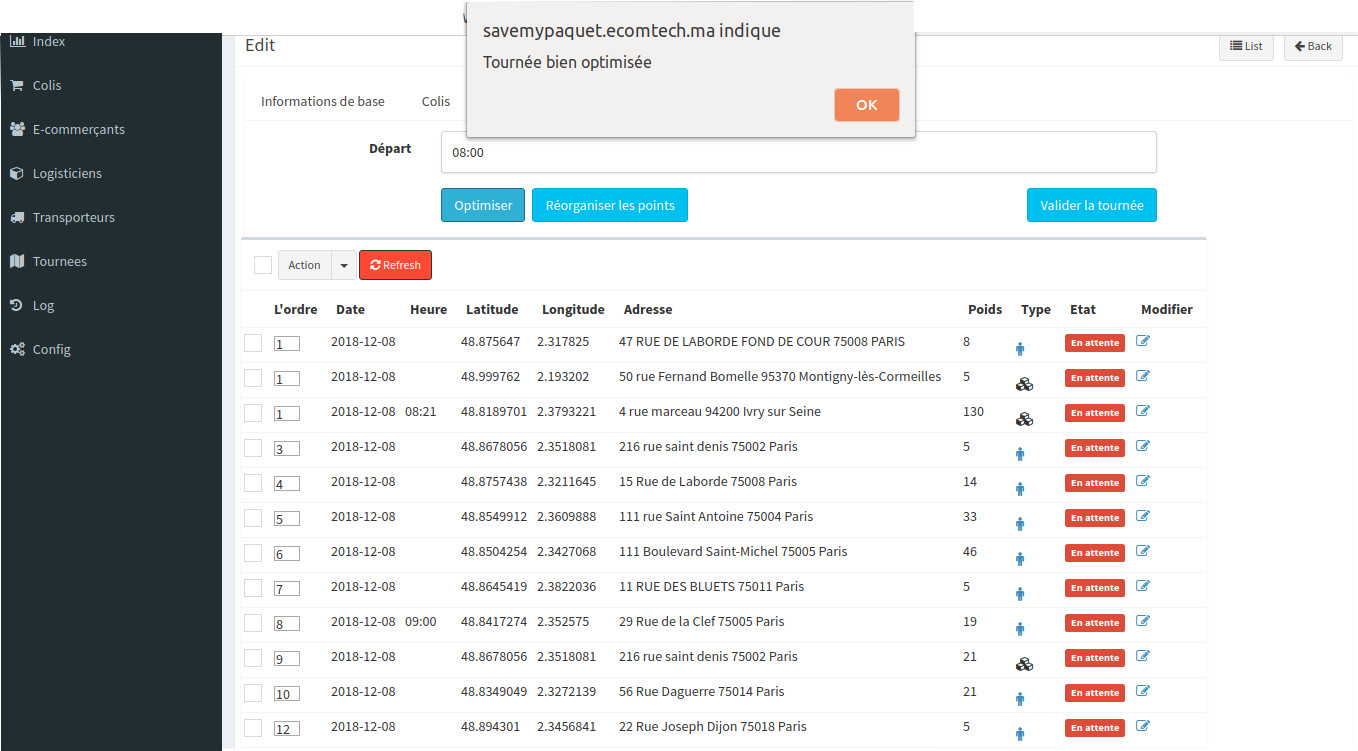 savemypaquet.ecomtech.ma indique
Tournée bien optimisée
OK
Index
Colis
E-commerçants
Logisticiens
Transporteurs
Tournees
Log
Config
Edit
List
Back
Informations de base Colis
Départ 08:00
Optimiser Réorganiser les points Valider la tournée
Action Refresh
L'ordre Date Heure Latitude Longitude Adresse Poids Type Etat Modifier
1 2018-12-08 48.875647 2.317825 47 RUE DE LABORDE FOND DE COUR 75008 PARIS 8 En attente
1 2018-12-08 48.999762 2.193202 50 rue Fernand Bomelle 95370 Montigny-lès-Cormeilles 5 En attente
1 2018-12-08 08:21 48.8189701 2.3793221 4 rue marceau 94200 Ivry sur Seine 130 En attente
3 2018-12-08 48.8678056 2.3518081 216 rue saint denis 75002 Paris 5 En attente
4 2018-12-08 48.8757438 2.3211645 15 Rue de Laborde 75008 Paris 14 En attente
5 2018-12-08 48.8549912 2.3609888 111 rue Saint Antoine 75004 Paris 33 En attente
6 2018-12-08 48.8504254 2.3427068 111 Boulevard Saint-Michel 75005 Paris 46 En attente
7 2018-12-08 48.8645419 2.3822036 11 RUE DES BLUETS 75011 Paris 5 En attente
8 2018-12-08 09:00 48.8417274 2.352575 29 Rue de la Clef 75005 Paris 19 En attente
9 2018-12-08 48.8678056 2.3518081 216 rue saint denis 75002 Paris 21 En attente
10 2018-12-08 48.8349049 2.3272139 56 Rue Daguerre 75014 Paris 21 En attente
12 2018-12-08 48.894301 2.3456841 22 Rue Joseph Dijon 75018 Paris 5 En attente